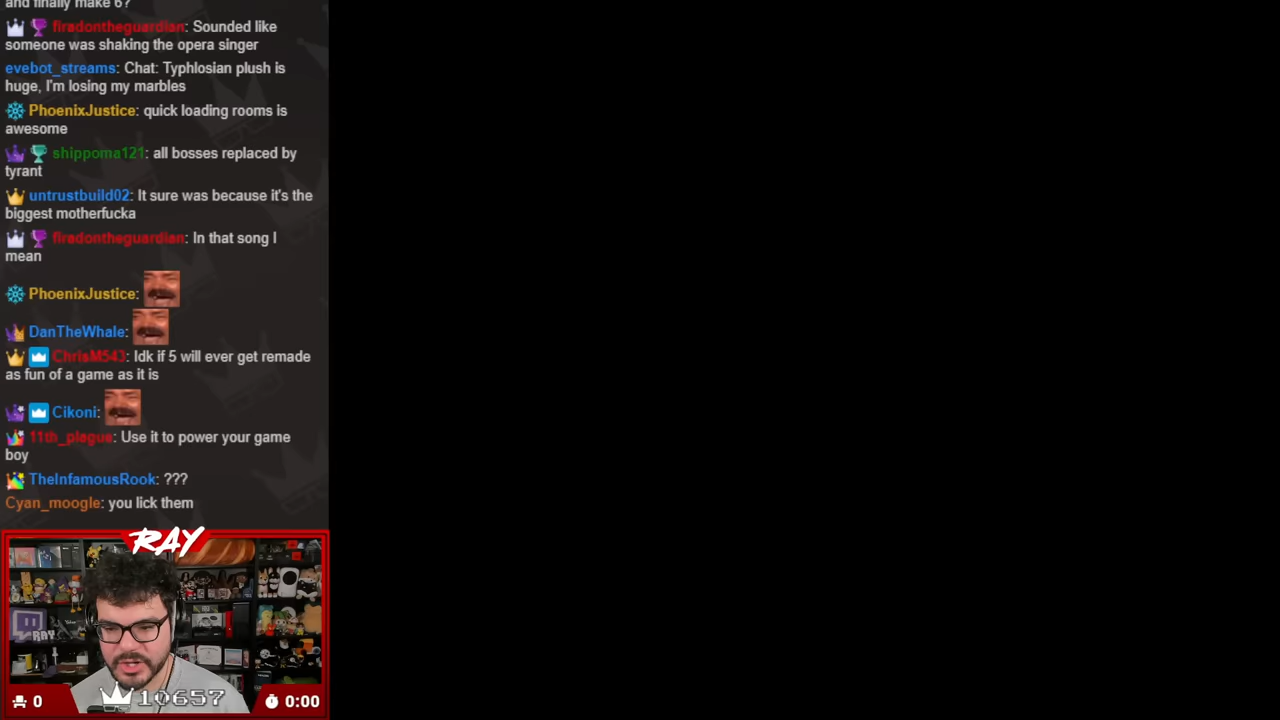 and finally make 6?
firadontheguardian: Sounded like
someone was shaking the opera singer
evebot_streams: Chat: Typhlosian plush is
huge, I'm losing my marbles
PhoenixJustice: quick loading rooms is
awesome
shippoma121: all bosses replaced by
tyrant
untrustbuild02: It sure was because it's the
biggest motherfucka
firadontheguardian: In that song I
mean
PhoenixJustice:
DanTheWhale:
ChrisM543: Idk if 5 will ever get remade
as fun of a game as it is
Cikoni:
11th_plague: Use it to power your game
boy
TheInfamousRook: ???
Cyan_moogle: you lick them
RAY
RAY
0
10657
0:00